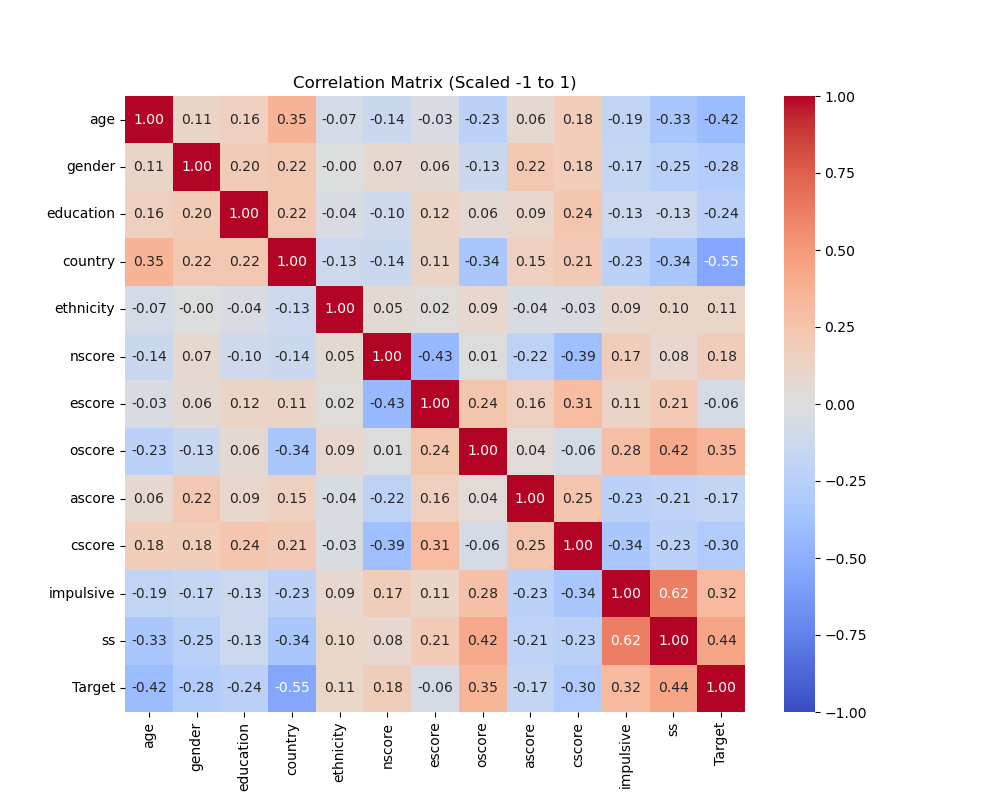 Correlation Matrix (Scaled -1 to 1)
age 1.00 0.11 0.16 0.35 -0.07 -0.14 -0.03 -0.23 0.06 0.18 -0.19 -0.33 -0.42
gender 0.11 1.00 0.20 0.22 -0.00 0.07 0.06 -0.13 0.22 0.18 -0.17 -0.25 -0.28
education 0.16 0.20 1.00 0.22 -0.04 -0.10 0.12 0.06 0.09 0.24 -0.13 -0.13 -0.24
country 0.35 0.22 0.22 1.00 -0.13 -0.14 0.11 -0.34 0.15 0.21 -0.23 -0.34 -0.55
ethnicity -0.07 -0.00 -0.04 -0.13 1.00 0.05 0.02 0.09 -0.04 -0.03 0.09 0.10 0.11
nscore -0.14 0.07 -0.10 -0.14 0.05 1.00 -0.43 0.01 -0.22 -0.39 0.17 0.08 0.18
escore -0.03 0.06 0.12 0.11 0.02 -0.43 1.00 0.24 0.16 0.31 0.11 0.21 -0.06
oscore -0.23 -0.13 0.06 -0.34 0.09 0.01 0.24 1.00 0.04 -0.06 0.28 0.42 0.35
ascore 0.06 0.22 0.09 0.15 -0.04 -0.22 0.16 0.04 1.00 0.25 -0.23 -0.21 -0.17
cscore 0.18 0.18 0.24 0.21 -0.03 -0.39 0.31 -0.06 0.25 1.00 -0.34 -0.23 -0.30
impulsive -0.19 -0.17 -0.13 -0.23 0.09 0.17 0.11 0.28 -0.23 -0.34 1.00 0.62 0.32
ss -0.33 -0.25 -0.13 -0.34 0.10 0.08 0.21 0.42 -0.21 -0.23 0.62 1.00 0.44
Target -0.42 -0.28 -0.24 -0.55 0.11 0.18 -0.06 0.35 -0.17 -0.30 0.32 0.44 1.00
age gender education country ethnicity nscore escore oscore ascore cscore impulsive ss Target
1.00
0.75
0.50
0.25
0.00
−0.25
−0.50
−0.75
−1.00